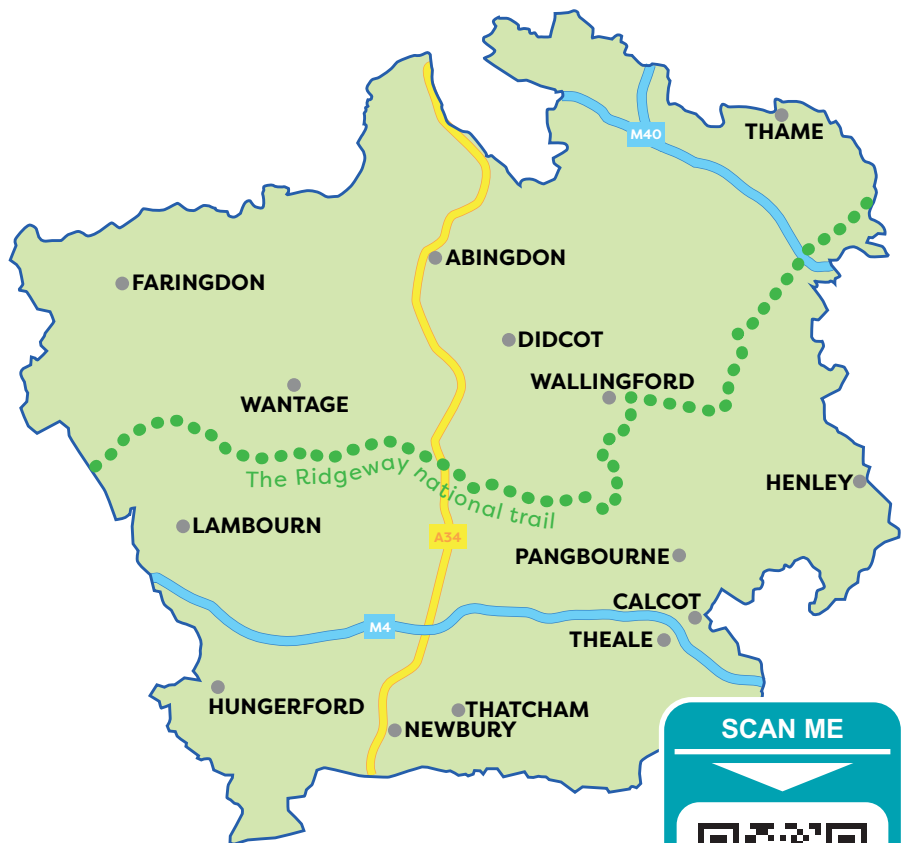 M40
THAME
ABINGDON
FARINGDON
DIDCOT
WALLINGFORD
WANTAGE
The Ridgeway national trail
HENLEY
LAMBOURN
A34
PANGBOURNE
CALCOT
M4
THEALE
HUNGERFORD
THATCHAM
NEWBURY
SCAN ME